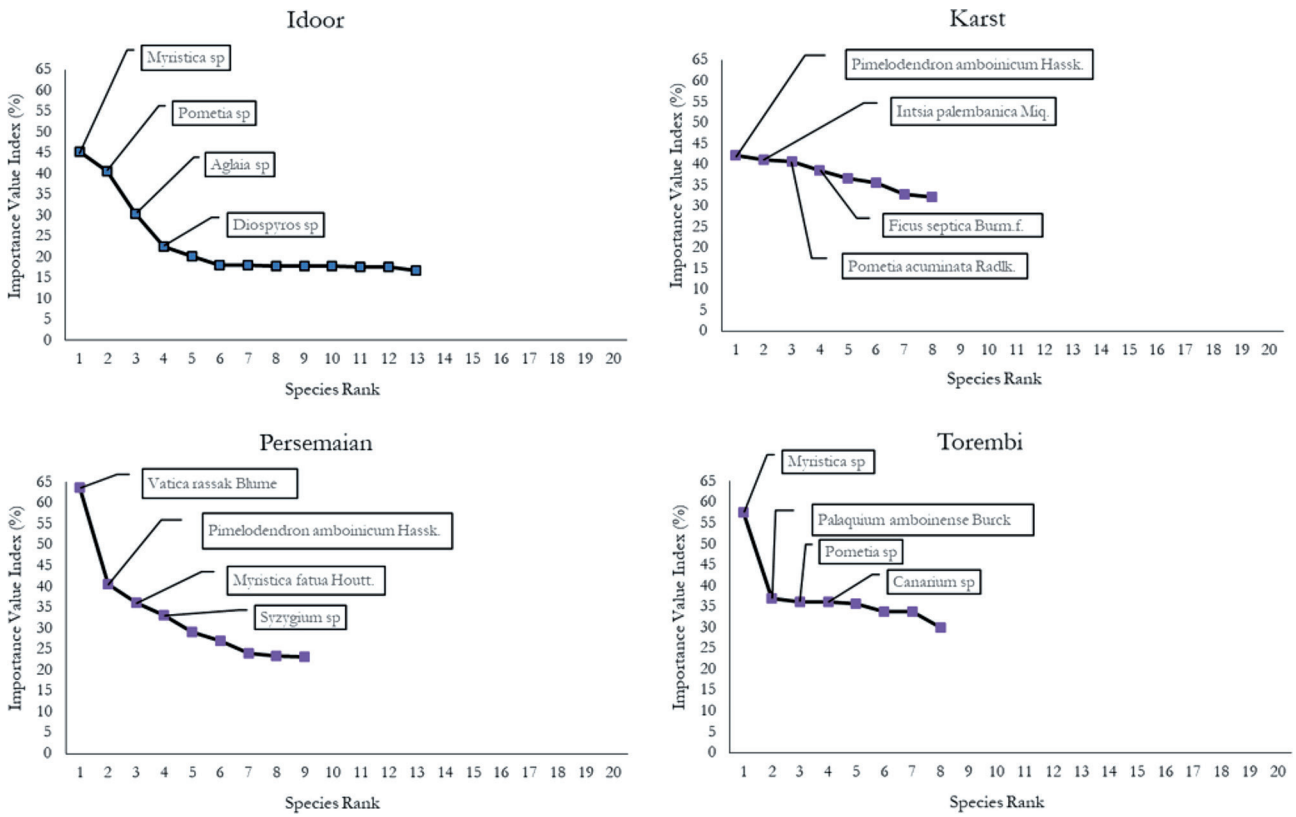 Idoor
Importance Value Index (%)
65
60
55
50
45
40
35
30
25
20
15
10
5
0
Myristica sp
Pometia sp
Aglaia sp
Diospyros sp
1 2 3 4 5 6 7 8 9 10 11 12 13 14 15 16 17 18 19 20
Species Rank
Karst
Importance Value Index (%)
65
60
55
50
45
40
35
30
25
20
15
10
5
0
Pimelodendron amboinicum Hassk.
Intsia palembanica Miq.
Ficus septica Burm.f.
Pometia acuminata Radlk.
1 2 3 4 5 6 7 8 9 10 11 12 13 14 15 16 17 18 19 20
Species Rank
Persemaian
Importance Value Index (%)
65
60
55
50
45
40
35
30
25
20
15
10
5
0
Vatica rassak Blume
Pimelodendron amboinicum Hassk.
Myristica fatua Houtt.
Syzygium sp
1 2 3 4 5 6 7 8 9 10 11 12 13 14 15 16 17 18 19 20
Species Rank
Torembi
Importance Value Index (%)
65
60
55
50
45
40
35
30
25
20
15
10
5
0
Myristica sp
Palaquium amboinense Burck
Pometia sp
Canarium sp
1 2 3 4 5 6 7 8 9 10 11 12 13 14 15 16 17 18 19 20
Species Rank